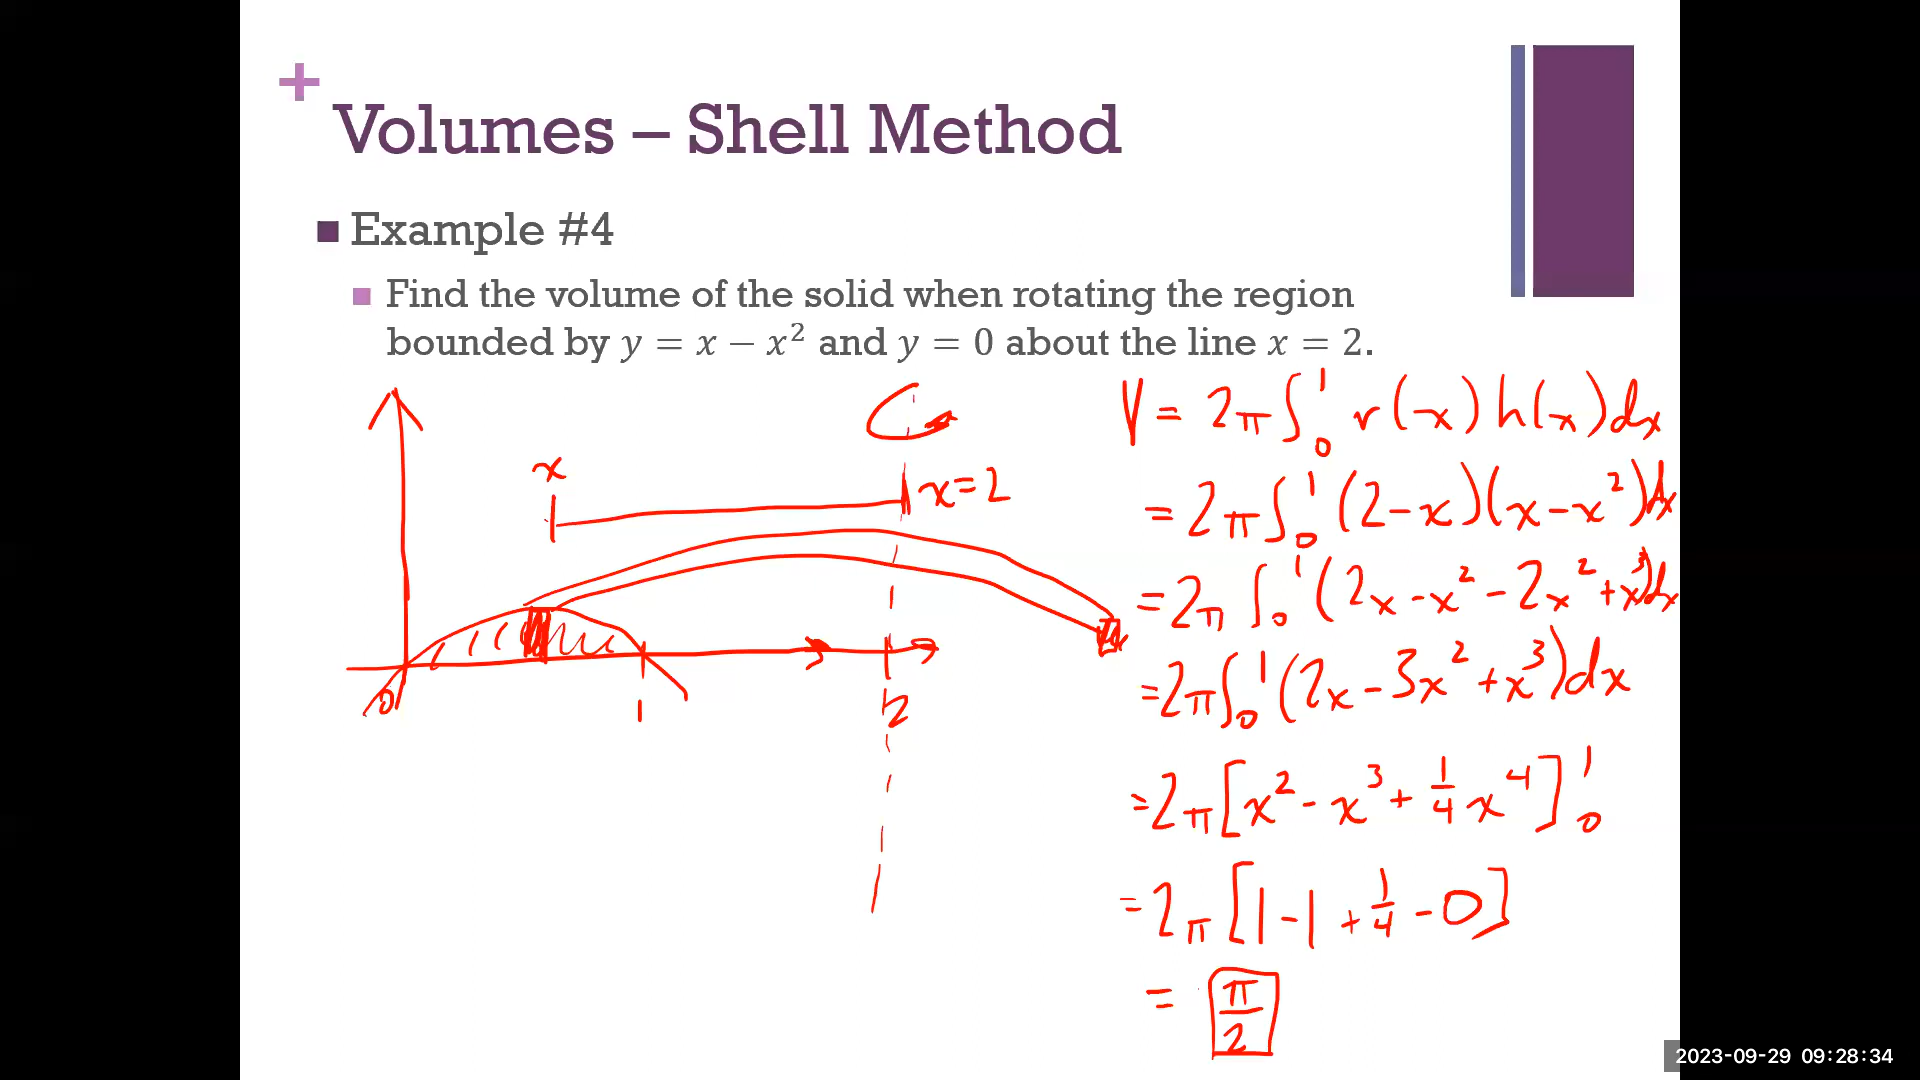 +
Volumes – Shell Method
Example #4
Find the volume of the solid when rotating the region
bounded by y = x − x² and y = 0 about the line x = 2.
x
x=2
0
1
2
V = 2π∫₀¹ r(x) h(x) dx
= 2π∫₀¹ (2-x)(x-x²)dx
= 2π∫₀¹ (2x-x²-2x²+x³)dx
= 2π∫₀¹ (2x-3x²+x³)dx
= 2π[x²-x³+¼x⁴]₀¹
= 2π[1-1+¼-0]
= π/2
2023-09-29 09:28:34